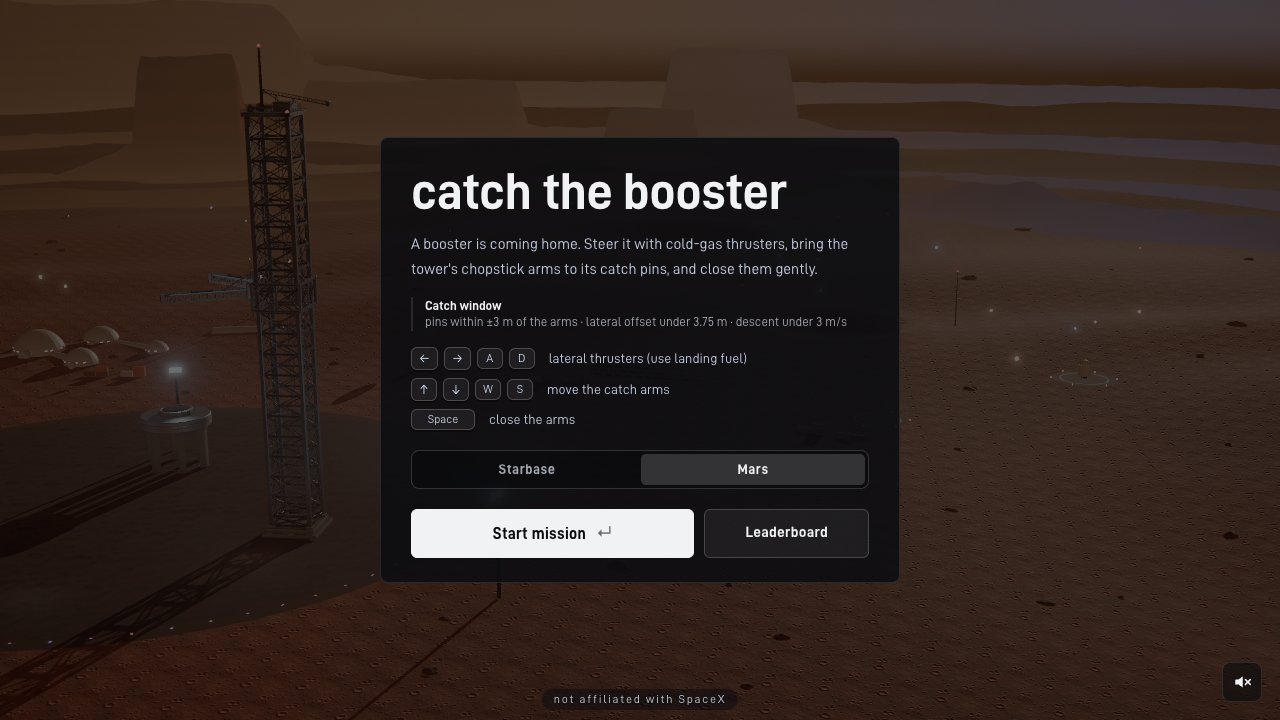 catch the booster
A booster is coming home. Steer it with cold-gas thrusters, bring the
tower's chopstick arms to its catch pins, and close them gently.
Catch window
pins within ±3 m of the arms · lateral offset under 3.75 m · descent under 3 m/s
← → A D lateral thrusters (use landing fuel)
↑ ↓ W S move the catch arms
Space close the arms
Starbase Mars
Start mission ↵ Leaderboard
not affiliated with SpaceX